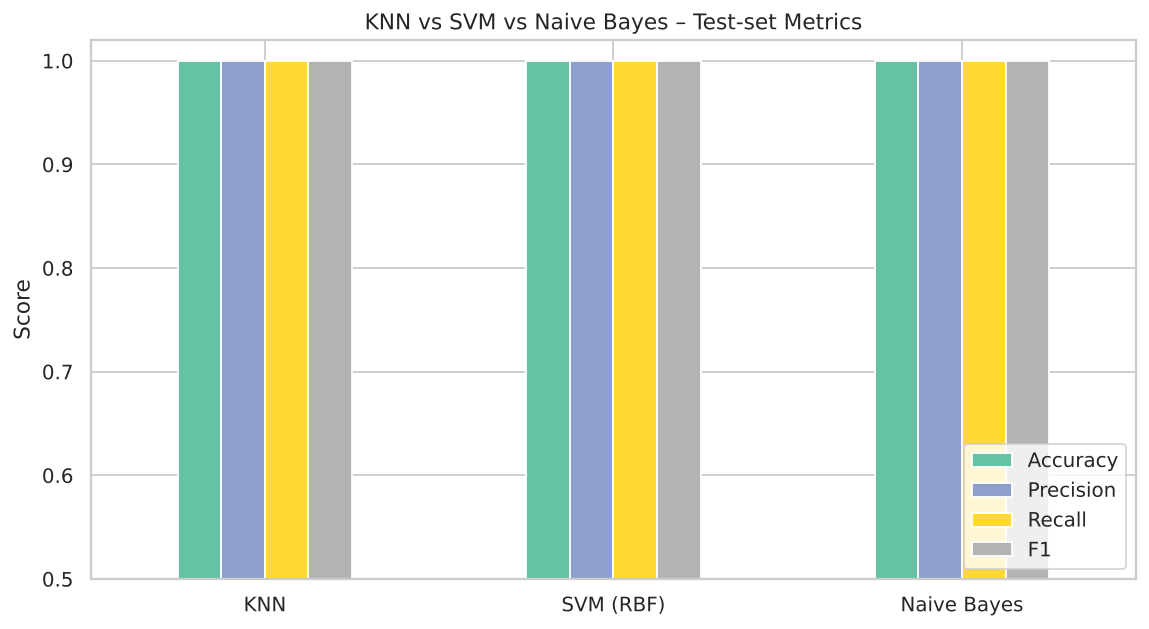 KNN vs SVM vs Naive Bayes – Test-set Metrics
Score
1.0
0.9
0.8
0.7
0.6
0.5
KNN
SVM (RBF)
Naive Bayes
Accuracy
Precision
Recall
F1